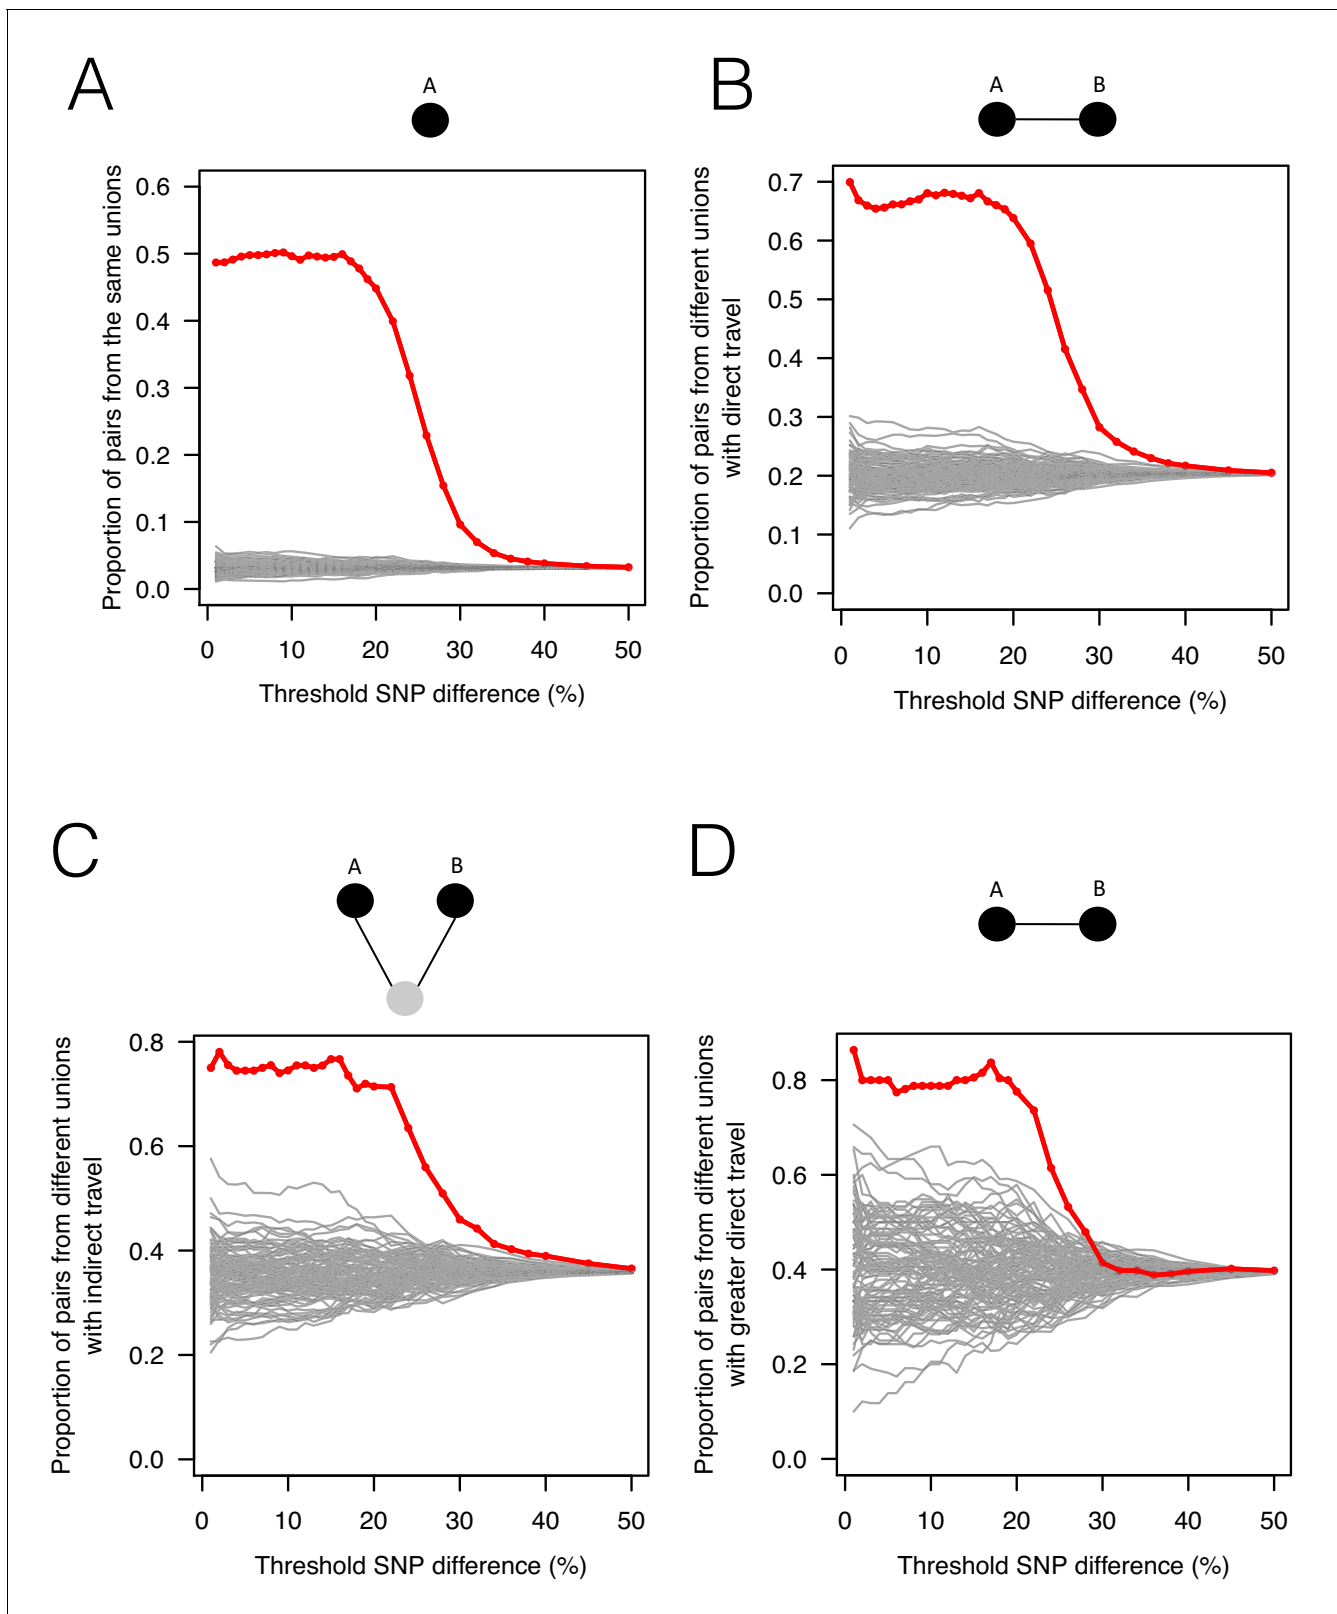 A
A
Proportion of pairs from the same unions
0.6
0.5
0.4
0.3
0.2
0.1
0.0
0 10 20 30 40 50
Threshold SNP difference (%)
B
A B
Proportion of pairs from different unions
with direct travel
0.7
0.6
0.5
0.4
0.3
0.2
0.1
0.0
0 10 20 30 40 50
Threshold SNP difference (%)
C
A B
Proportion of pairs from different unions
with indirect travel
0.8
0.6
0.4
0.2
0.0
0 10 20 30 40 50
Threshold SNP difference (%)
D
A B
Proportion of pairs from different unions
with greater direct travel
0.8
0.6
0.4
0.2
0.0
0 10 20 30 40 50
Threshold SNP difference (%)